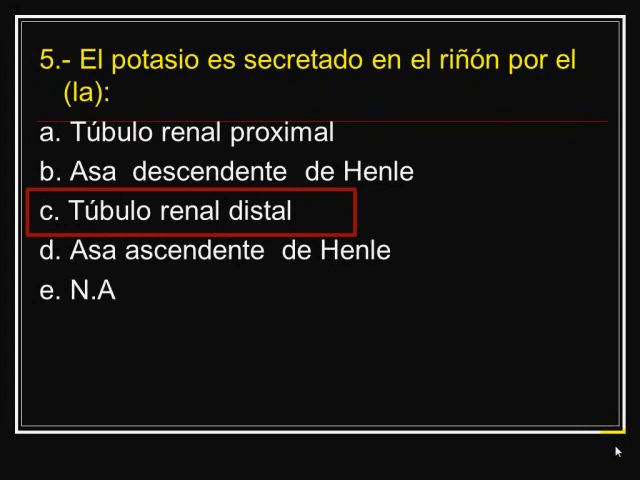 5.- El potasio es secretado en el riñón por el
(la):
a. Túbulo renal proximal
b. Asa descendente de Henle
c. Túbulo renal distal
d. Asa ascendente de Henle
e. N.A